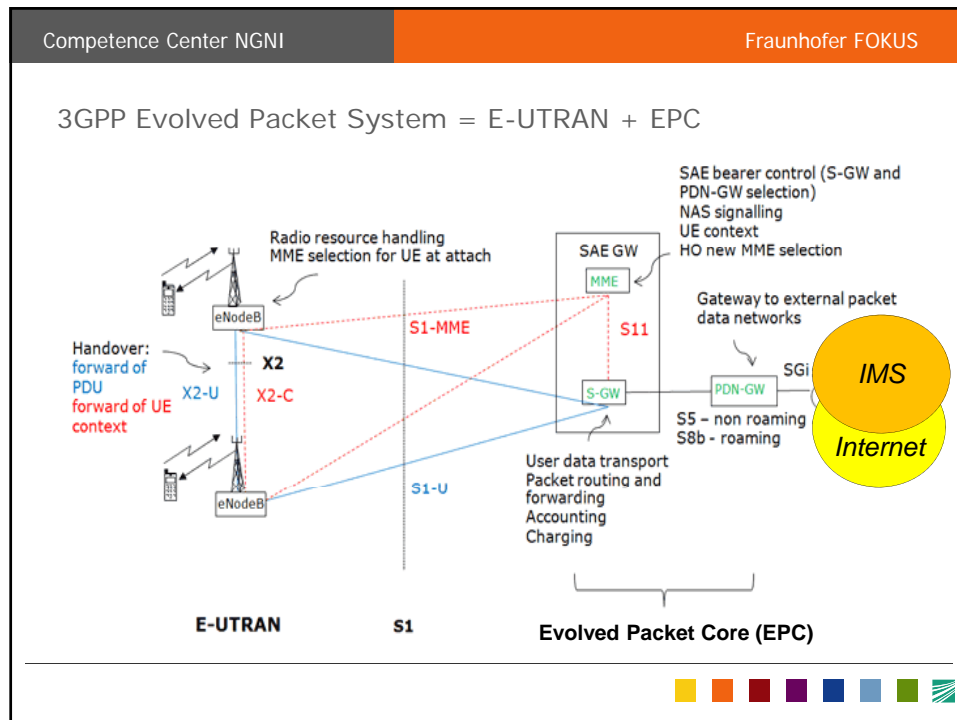 Competence Center NGNI
Fraunhofer FOKUS
3GPP Evolved Packet System = E-UTRAN + EPC
SAE bearer control (S-GW and
PDN-GW selection)
NAS signalling
UE context
HO new MME selection
Radio resource handling
MME selection for UE at attach
SAE GW
MME
Gateway to external packet
data networks
eNodeB
S1-MME
S11
Handover:
forward of
PDU
forward of UE
context
X2
X2-U
X2-C
S-GW
PDN-GW
SGi
IMS
Internet
S5 – non roaming
S8b - roaming
User data transport
Packet routing and
forwarding
Accounting
Charging
S1-U
eNodeB
E-UTRAN
S1
Evolved Packet Core (EPC)